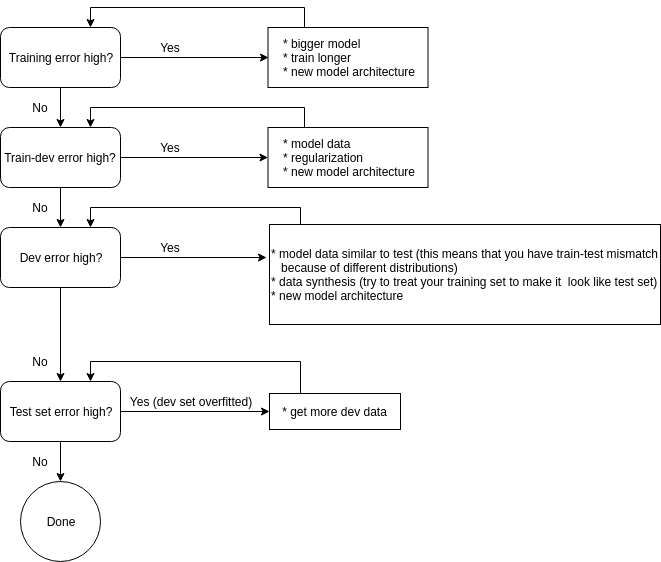 Training error high?
Yes
* bigger model
* train longer
* new model architecture
No
Train-dev error high?
Yes
* model data
* regularization
* new model architecture
No
Dev error high?
Yes
* model data similar to test (this means that you have train-test mismatch
because of different distributions)
* data synthesis (try to treat your training set to make it  look like test set)
* new model architecture
No
Test set error high?
Yes (dev set overfitted)
* get more dev data
No
Done